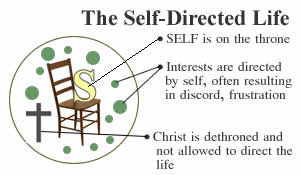 The Self-Directed Life
SELF is on the throne
Interests are directed
by self, often resulting
in discord, frustration
S
Christ is dethroned and
not allowed to direct the
life